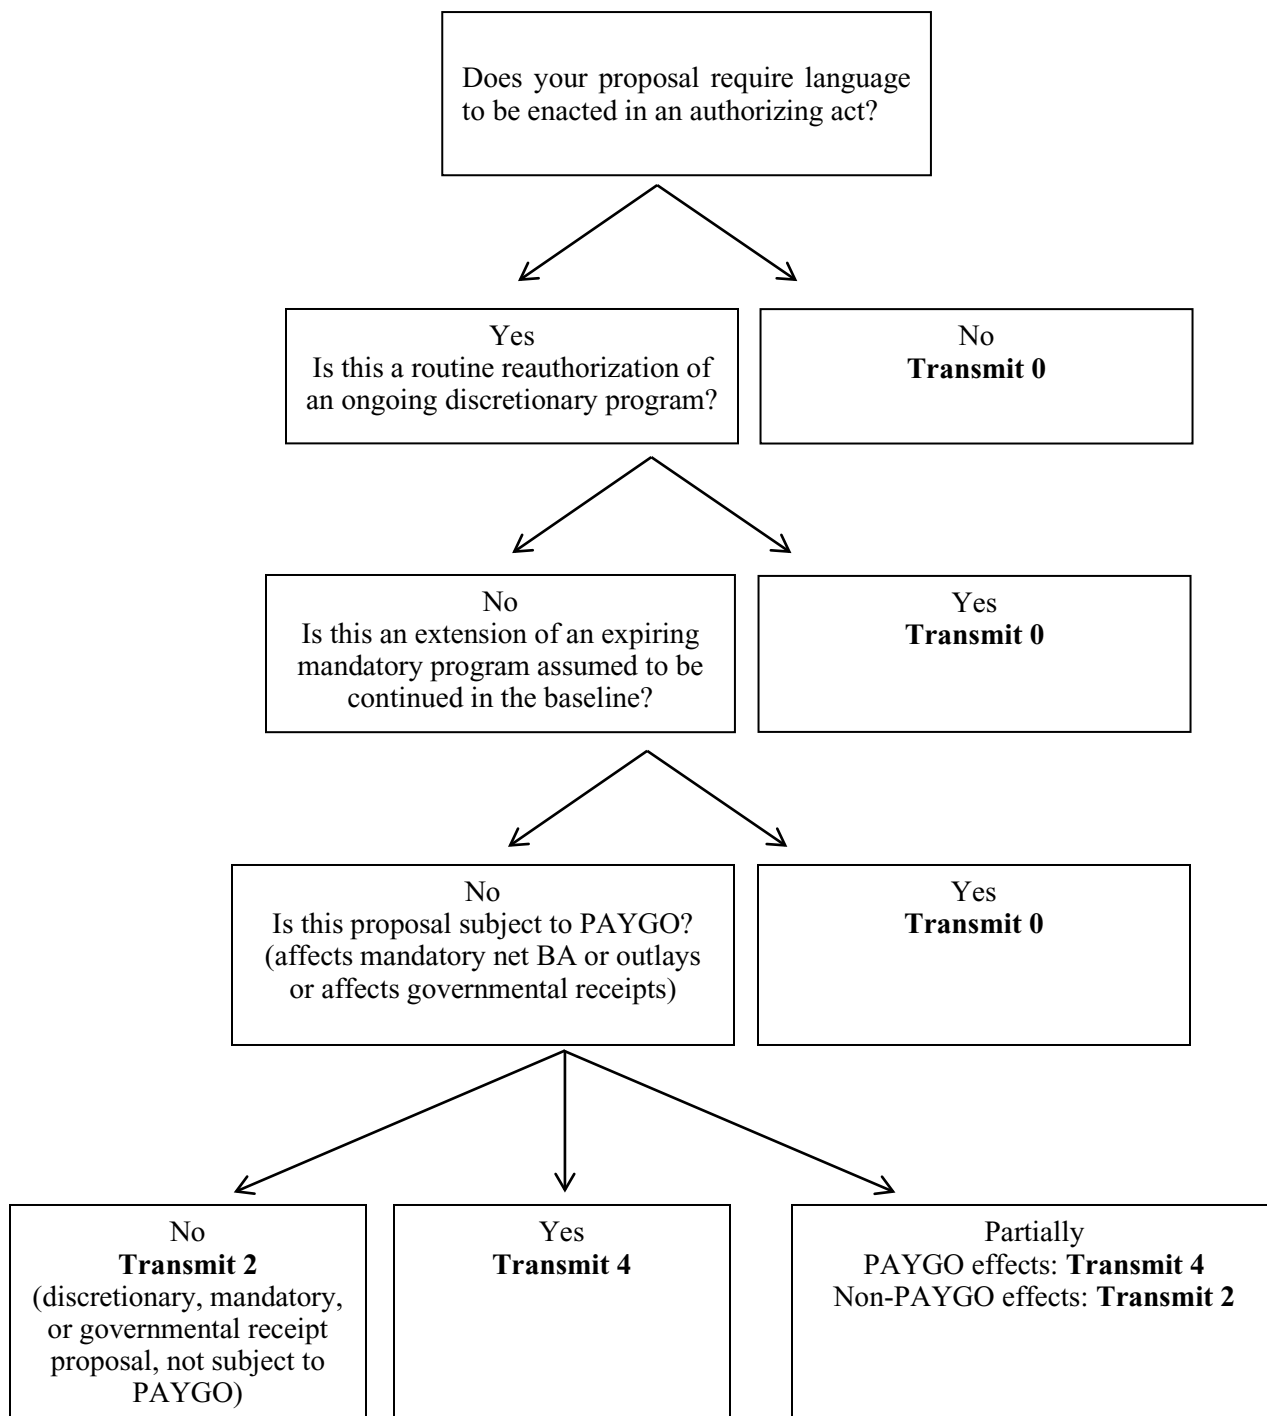 Does your proposal require language
to be enacted in an authorizing act?
Yes
Is this a routine reauthorization of
an ongoing discretionary program?
No
Transmit 0
No
Is this an extension of an expiring
mandatory program assumed to be
continued in the baseline?
Yes
Transmit 0
No
Is this proposal subject to PAYGO?
(affects mandatory net BA or outlays
or affects governmental receipts)
Yes
Transmit 0
No
Transmit 2
(discretionary, mandatory,
or governmental receipt
proposal, not subject to
PAYGO)
Yes
Transmit 4
Partially
PAYGO effects: Transmit 4
Non-PAYGO effects: Transmit 2